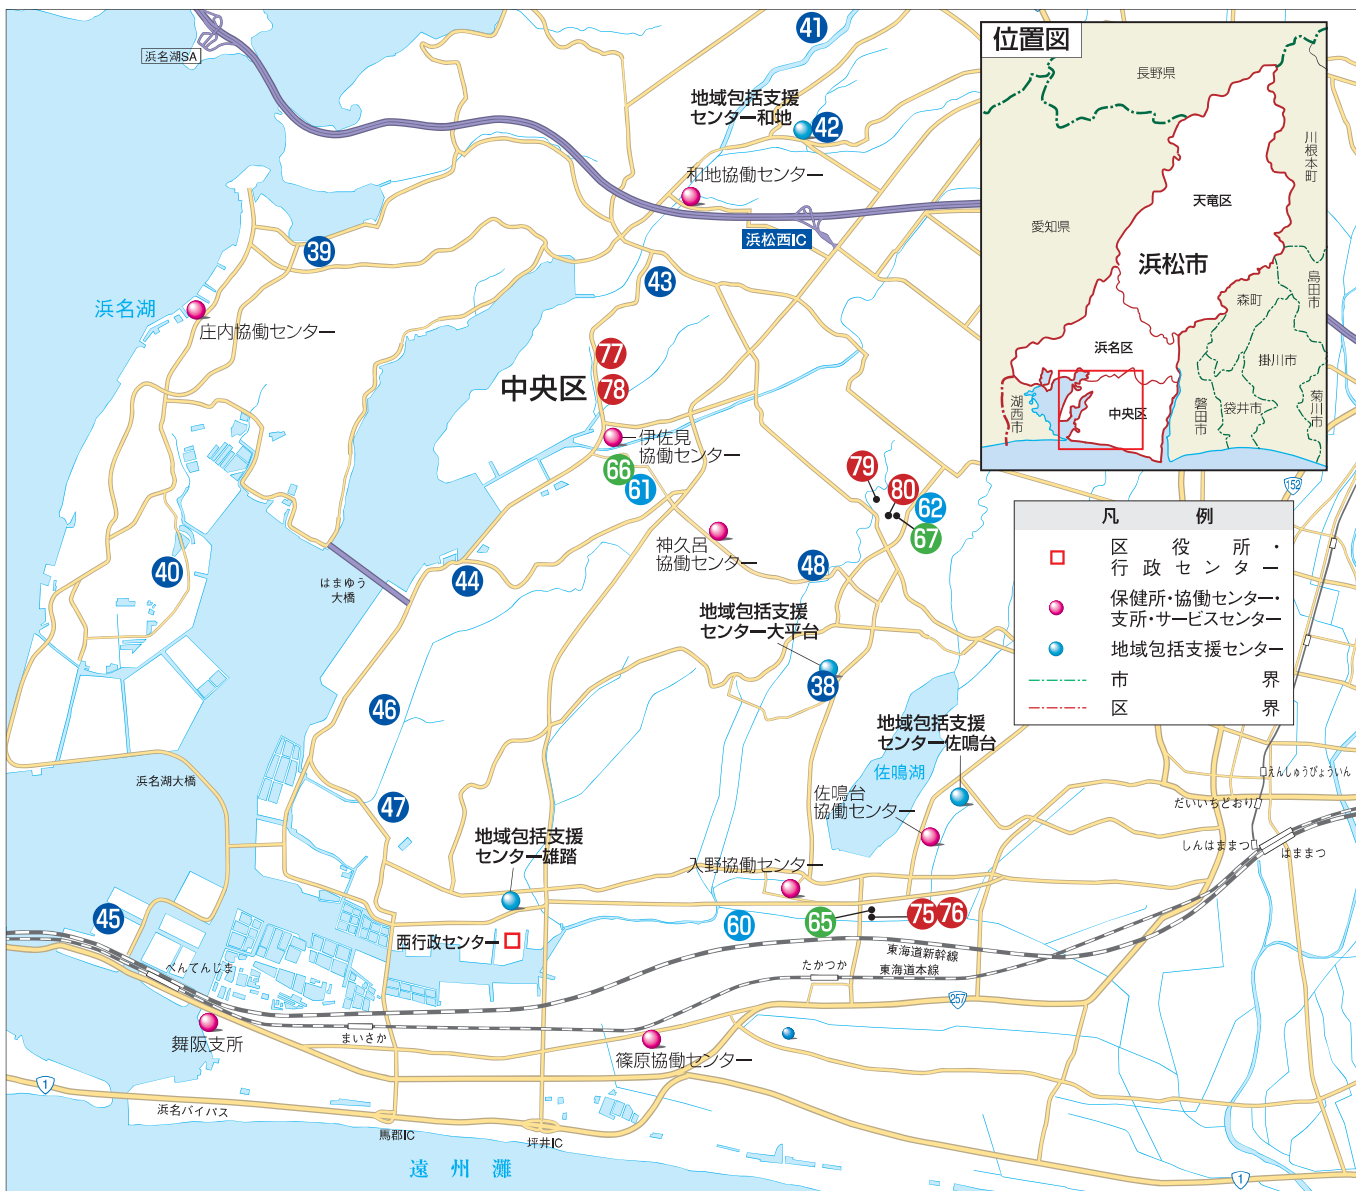 位置図
長野県
川根本町
天竜区
愛知県
浜松市
島田市
森町
浜名区
掛川市
中央区
湖西市
磐田市
袋井市
菊川市
凡例
区役所・
行政センター
保健所・協働センター・
支所・サービスセンター
地域包括支援センター
市界
区界
浜名湖SA
41
地域包括支援
センター和地
42
和地協働センター
浜松西IC
39
43
浜名湖
庄内協働センター
77
中央区
78
伊佐見
協働センター
66
61
79
80
62
67
152
神久呂
協働センター
48
40
はまゆう
大橋
44
地域包括支援
センター大平台
38
46
地域包括支援
センター佐鳴台
佐鳴湖
浜名湖大橋
えんしゅうびょういん
だいいちどおり
47
佐鳴台
協働センター
しんはままつ
はままつ
地域包括支援
センター雄踏
入野協働センター
45
60
65
75
76
西行政センター
東海道新幹線
べんてんじま
たかつか
東海道本線
257
舞阪支所
まいさか
篠原協働センター
1
浜名バイパス
馬郡IC
坪井IC
遠州灘
1